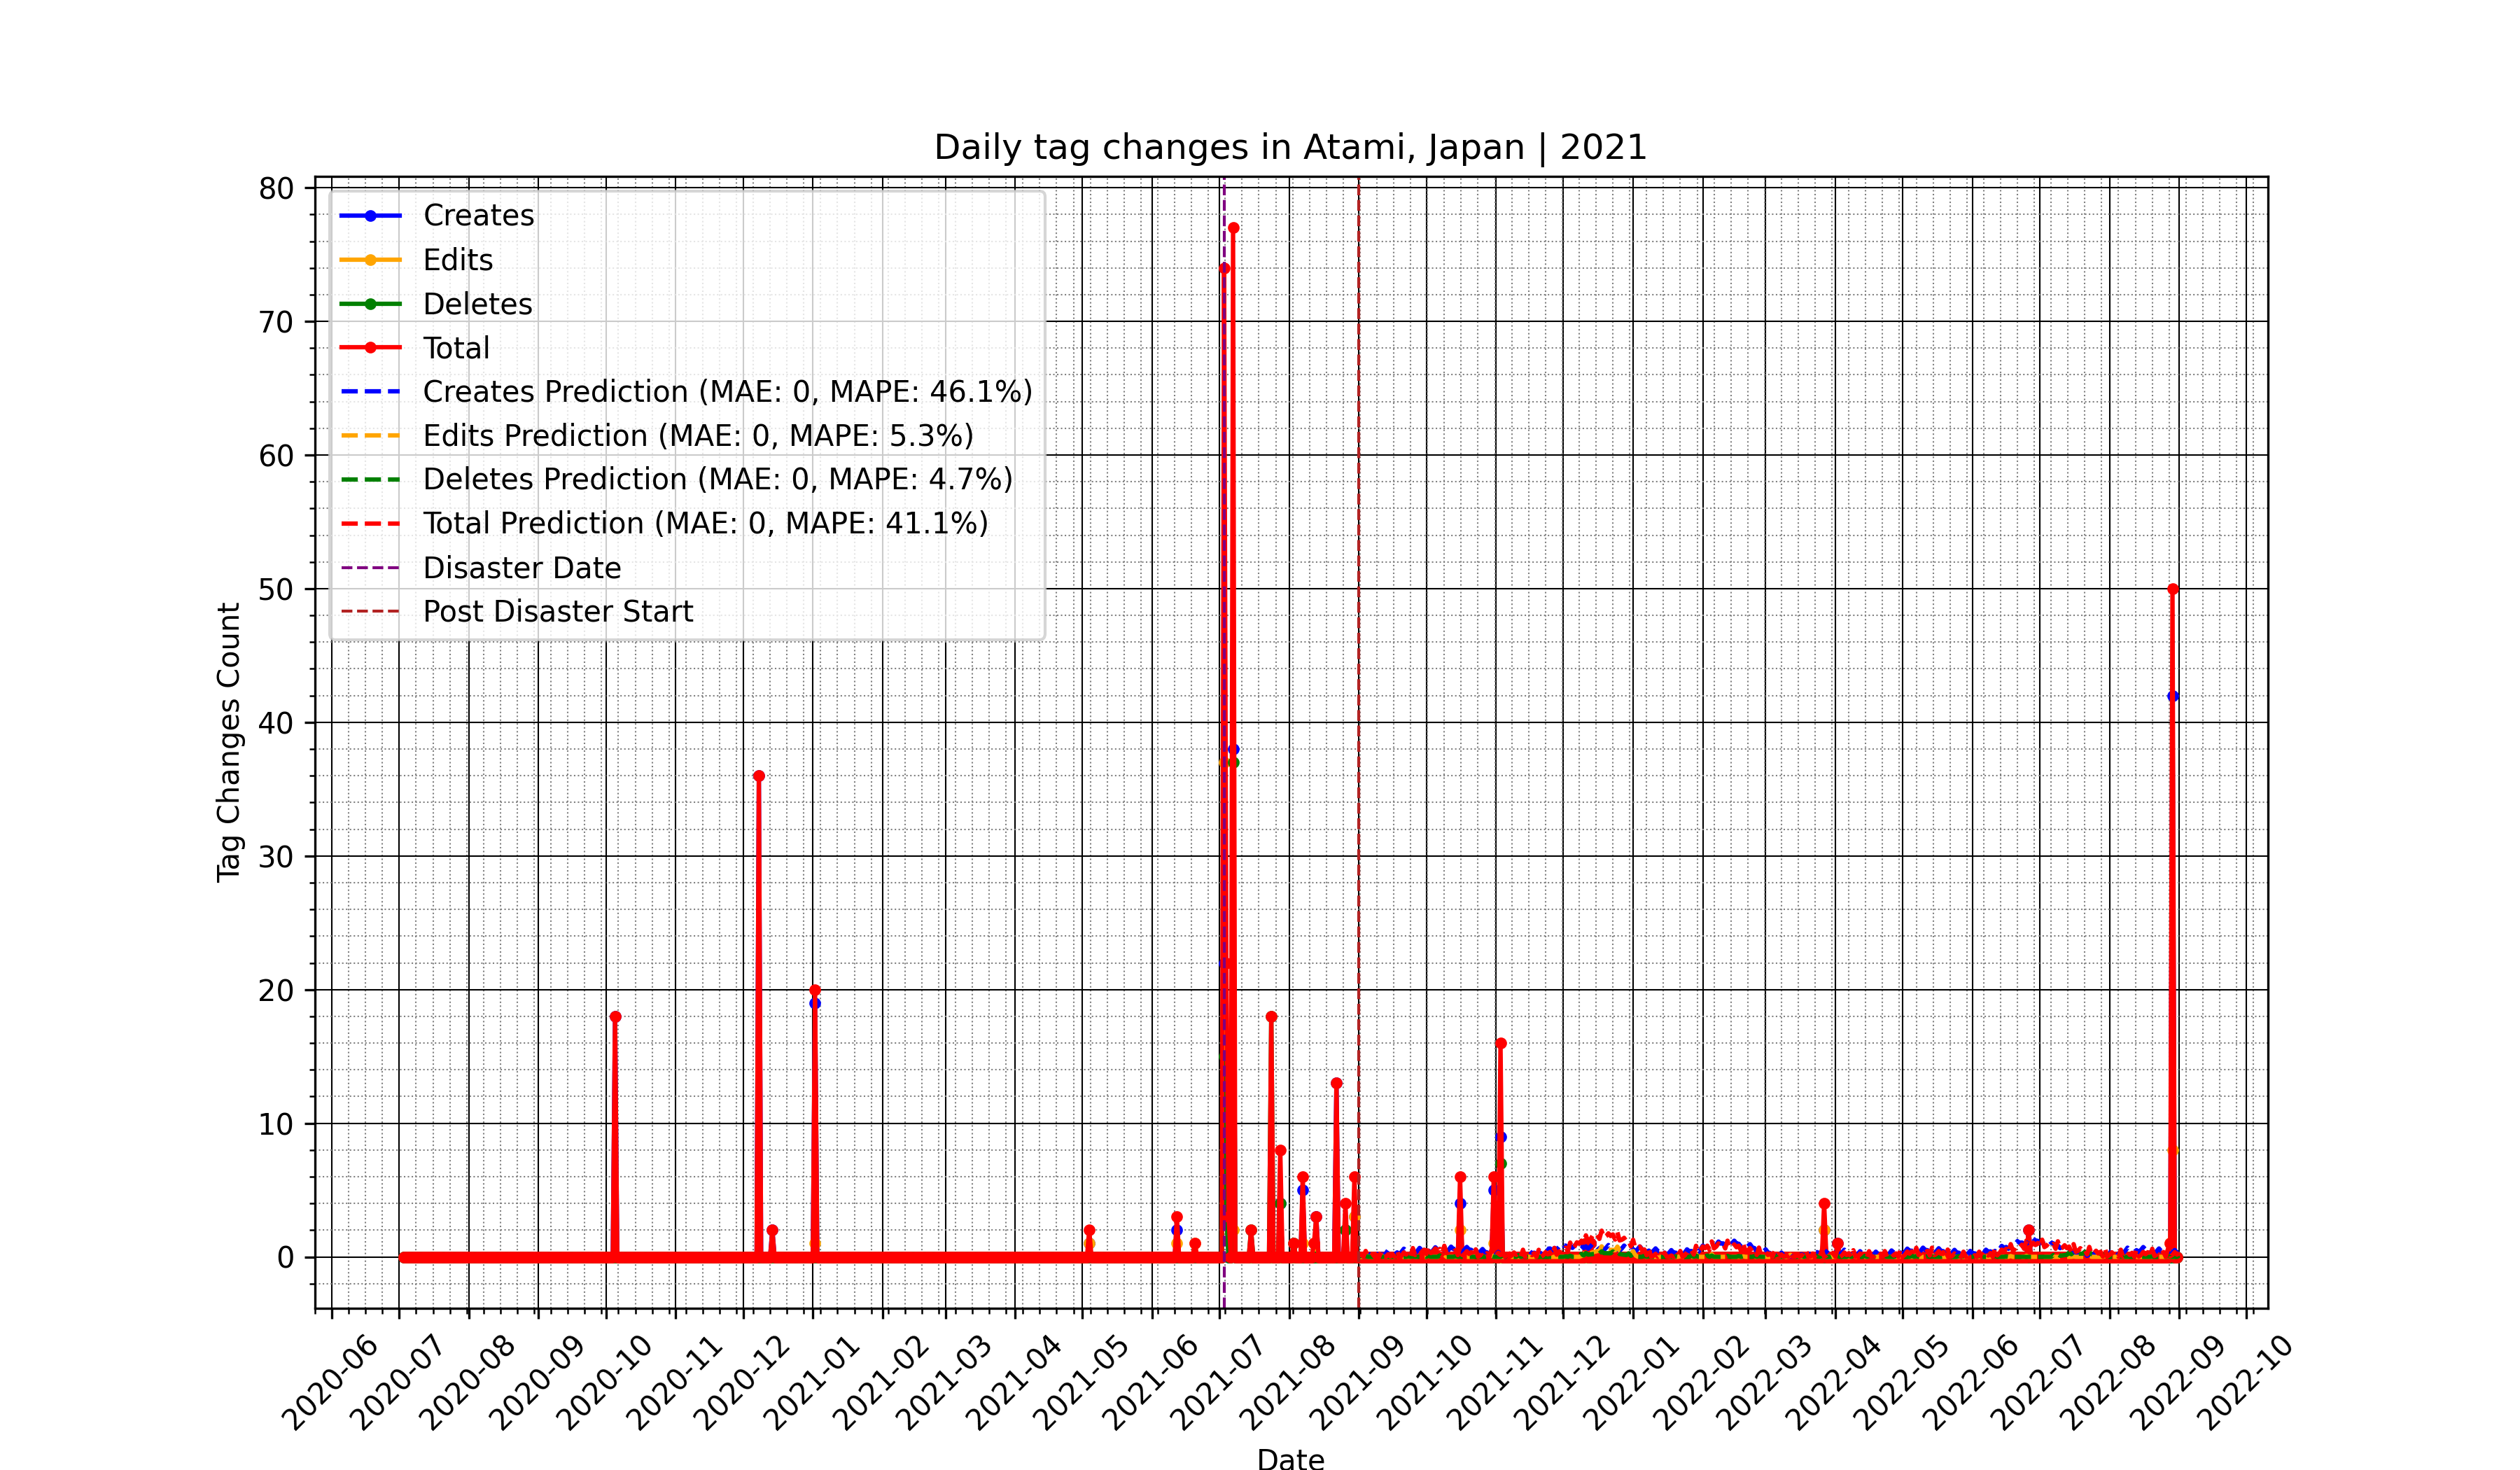 Daily tag changes in Atami, Japan | 2021
Tag Changes Count
80
70
60
50
40
30
20
10
0
Creates
Edits
Deletes
Total
Creates Prediction (MAE: 0, MAPE: 46.1%)
Edits Prediction (MAE: 0, MAPE: 5.3%)
Deletes Prediction (MAE: 0, MAPE: 4.7%)
Total Prediction (MAE: 0, MAPE: 41.1%)
Disaster Date
Post Disaster Start
2020-06
2020-07
2020-08
2020-09
2020-10
2020-11
2020-12
2021-01
2021-02
2021-03
2021-04
2021-05
2021-06
2021-07
2021-08
2021-09
2021-10
2021-11
2021-12
2022-01
2022-02
2022-03
2022-04
2022-05
2022-06
2022-07
2022-08
2022-09
2022-10
Date